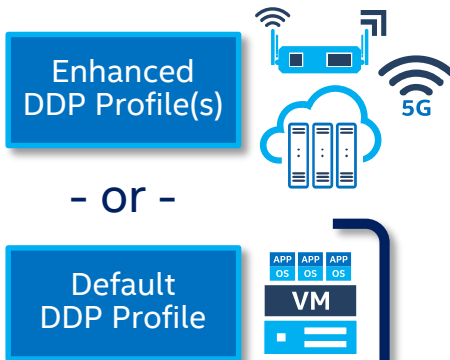 Enhanced
DDP Profile(s)
5G
- or -
Default
DDP Profile
APP APP APP
OS OS OS
VM